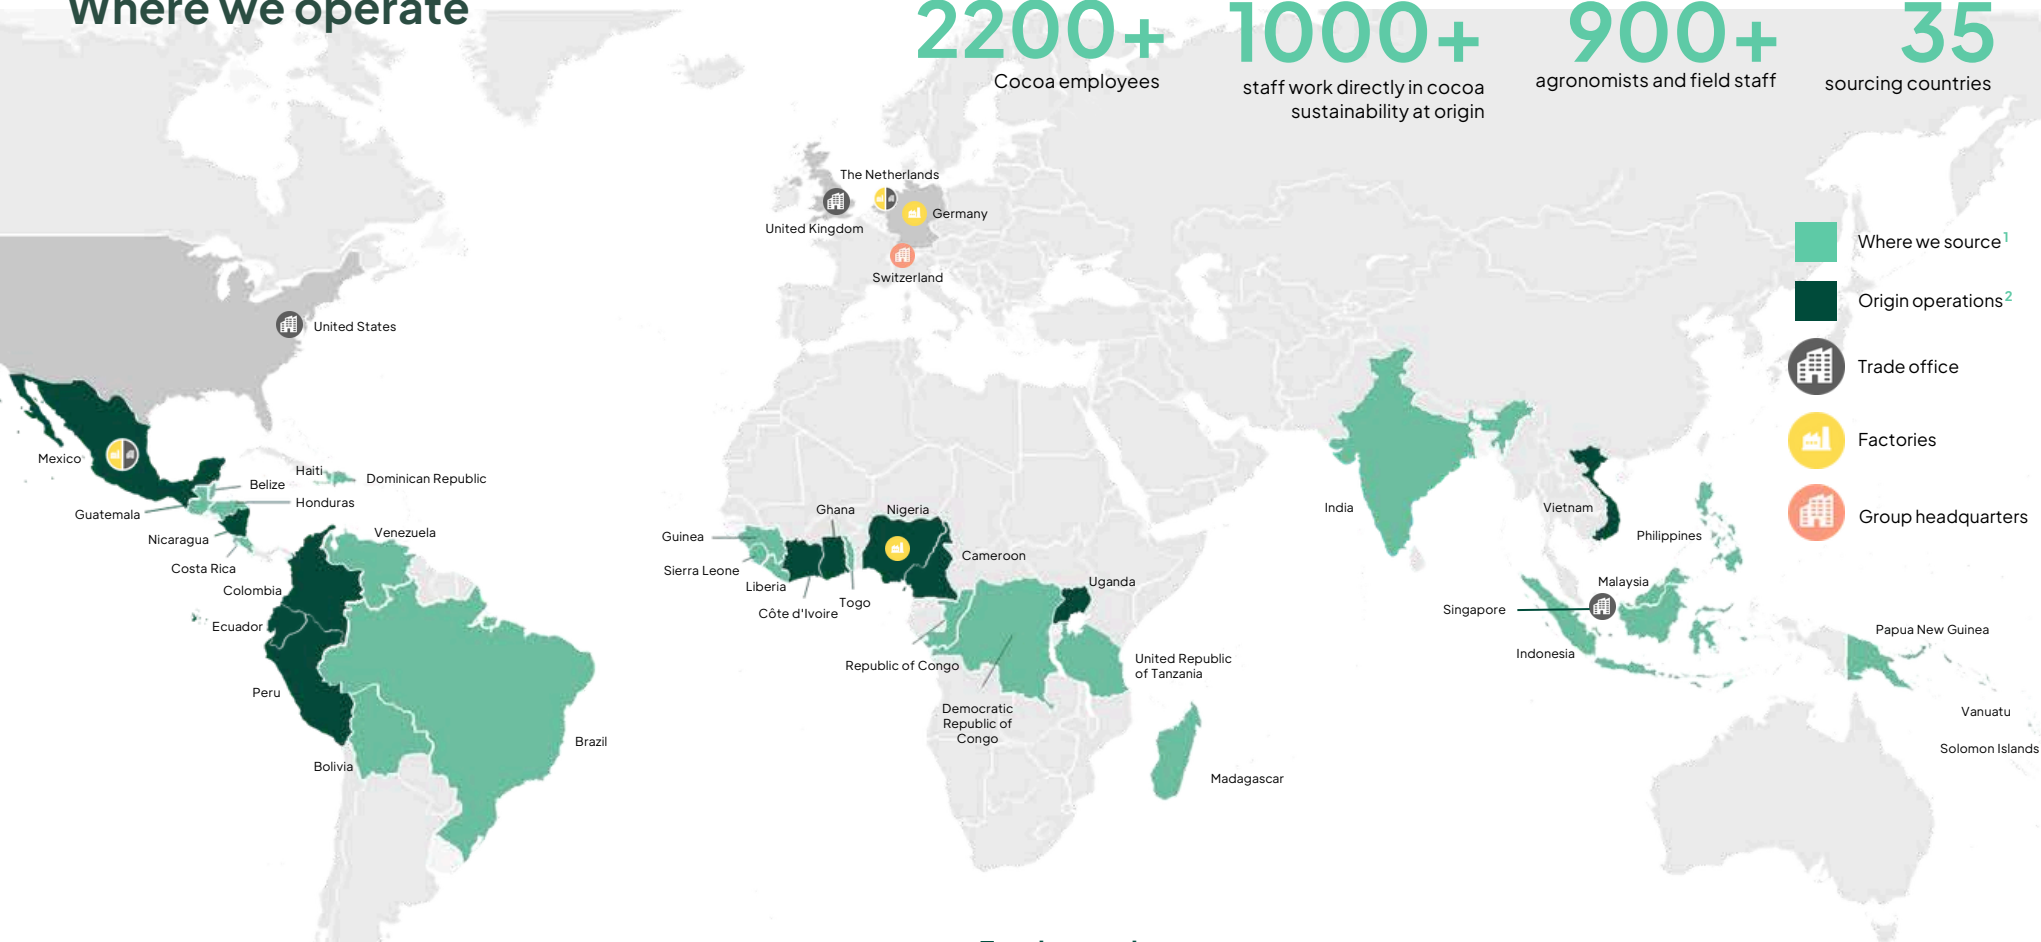 Where we operate
2200+
Cocoa employees
1000+
staff work directly in cocoa
sustainability at origin
900+
agronomists and field staff
35
sourcing countries
The Netherlands
Germany
United Kingdom
Switzerland
United States
Where we source1
Origin operations2
Trade office
Factories
Group headquarters
Mexico
Haiti
Dominican Republic
Belize
Honduras
Guatemala
Nicaragua
Venezuela
Costa Rica
Colombia
Ecuador
Peru
Bolivia
Brazil
Ghana
Nigeria
Guinea
Cameroon
Sierra Leone
Liberia
Uganda
Togo
Côte d'Ivoire
Republic of Congo
United Republic
of Tanzania
Democratic
Republic of
Congo
Madagascar
India
Vietnam
Philippines
Malaysia
Singapore
Indonesia
Papua New Guinea
Vanuatu
Solomon Islands